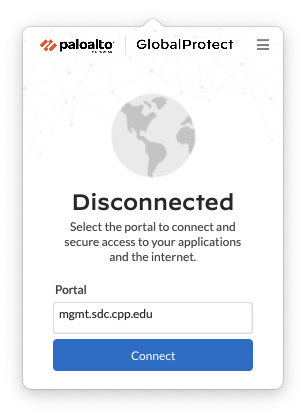 paloalto GlobalProtect
Disconnected
Select the portal to connect and
secure access to your applications
and the internet.
Portal
mgmt.sdc.cpp.edu
Connect